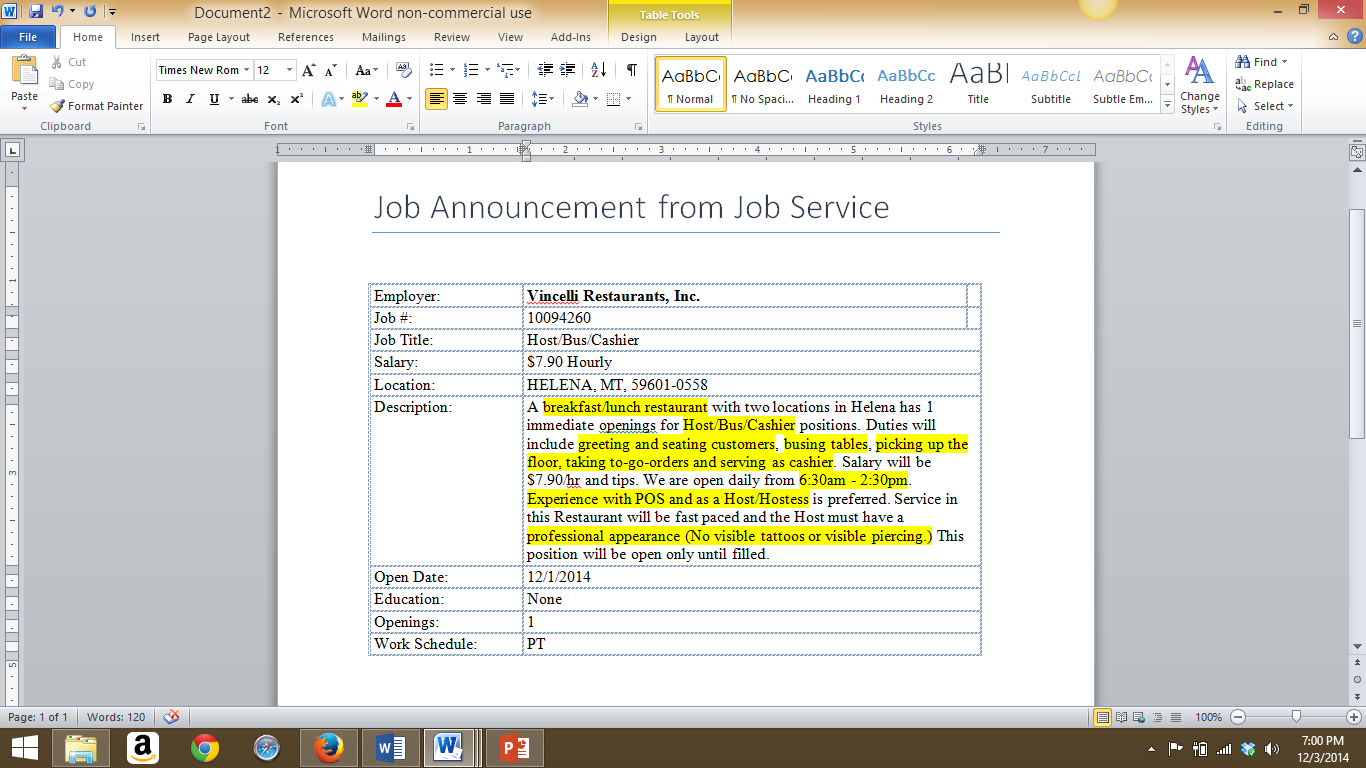 Document2 - Microsoft Word non-commercial use
Table Tools
File Home Insert Page Layout References Mailings Review View Add-Ins Design Layout
Paste
Cut
Copy
Format Painter
Clipboard
Times New Rom 12
Font
Paragraph
AaBbCc AaBbC AaBbCc AaBbCc AaBl AaBbCcL AaBbCc
¶ Normal ¶ No Spaci... Heading 1 Heading 2 Title Subtitle Subtle Em...
Styles
Change
Styles
Find
Replace
Select
Editing
1 1 2 3 4 5 6 7
Job Announcement from Job Service
Employer: Vincelli Restaurants, Inc.
Job #: 10094260
Job Title: Host/Bus/Cashier
Salary: $7.90 Hourly
Location: HELENA, MT, 59601-0558
Description: A breakfast/lunch restaurant with two locations in Helena has 1
immediate openings for Host/Bus/Cashier positions. Duties will
include greeting and seating customers, busing tables, picking up the
floor, taking to-go-orders and serving as cashier. Salary will be
$7.90/hr and tips. We are open daily from 6:30am - 2:30pm.
Experience with POS and as a Host/Hostess is preferred. Service in
this Restaurant will be fast paced and the Host must have a
professional appearance (No visible tattoos or visible piercing.) This
position will be open only until filled.
Open Date: 12/1/2014
Education: None
Openings: 1
Work Schedule: PT
Page: 1 of 1 Words: 120
100%
7:00 PM
12/3/2014